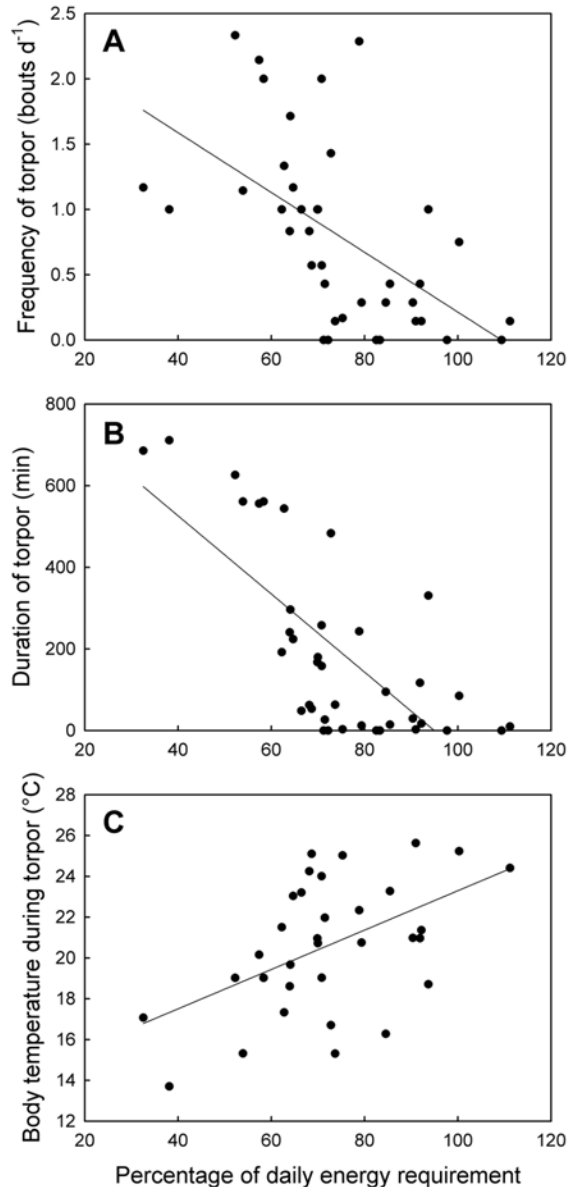 A
Frequency of torpor (bouts d⁻¹)
2.5
2.0
1.5
1.0
0.5
0.0
20 40 60 80 100 120
B
Duration of torpor (min)
800
600
400
200
0
20 40 60 80 100 120
C
Body temperature during torpor (°C)
28
26
24
22
20
18
16
14
12
20 40 60 80 100 120
Percentage of daily energy requirement